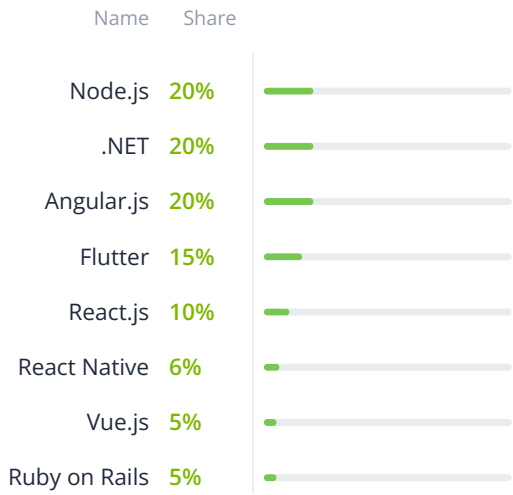 Name Share
Node.js 20%
.NET 20%
Angular.js 20%
Flutter 15%
React.js 10%
React Native 6%
Vue.js 5%
Ruby on Rails 5%